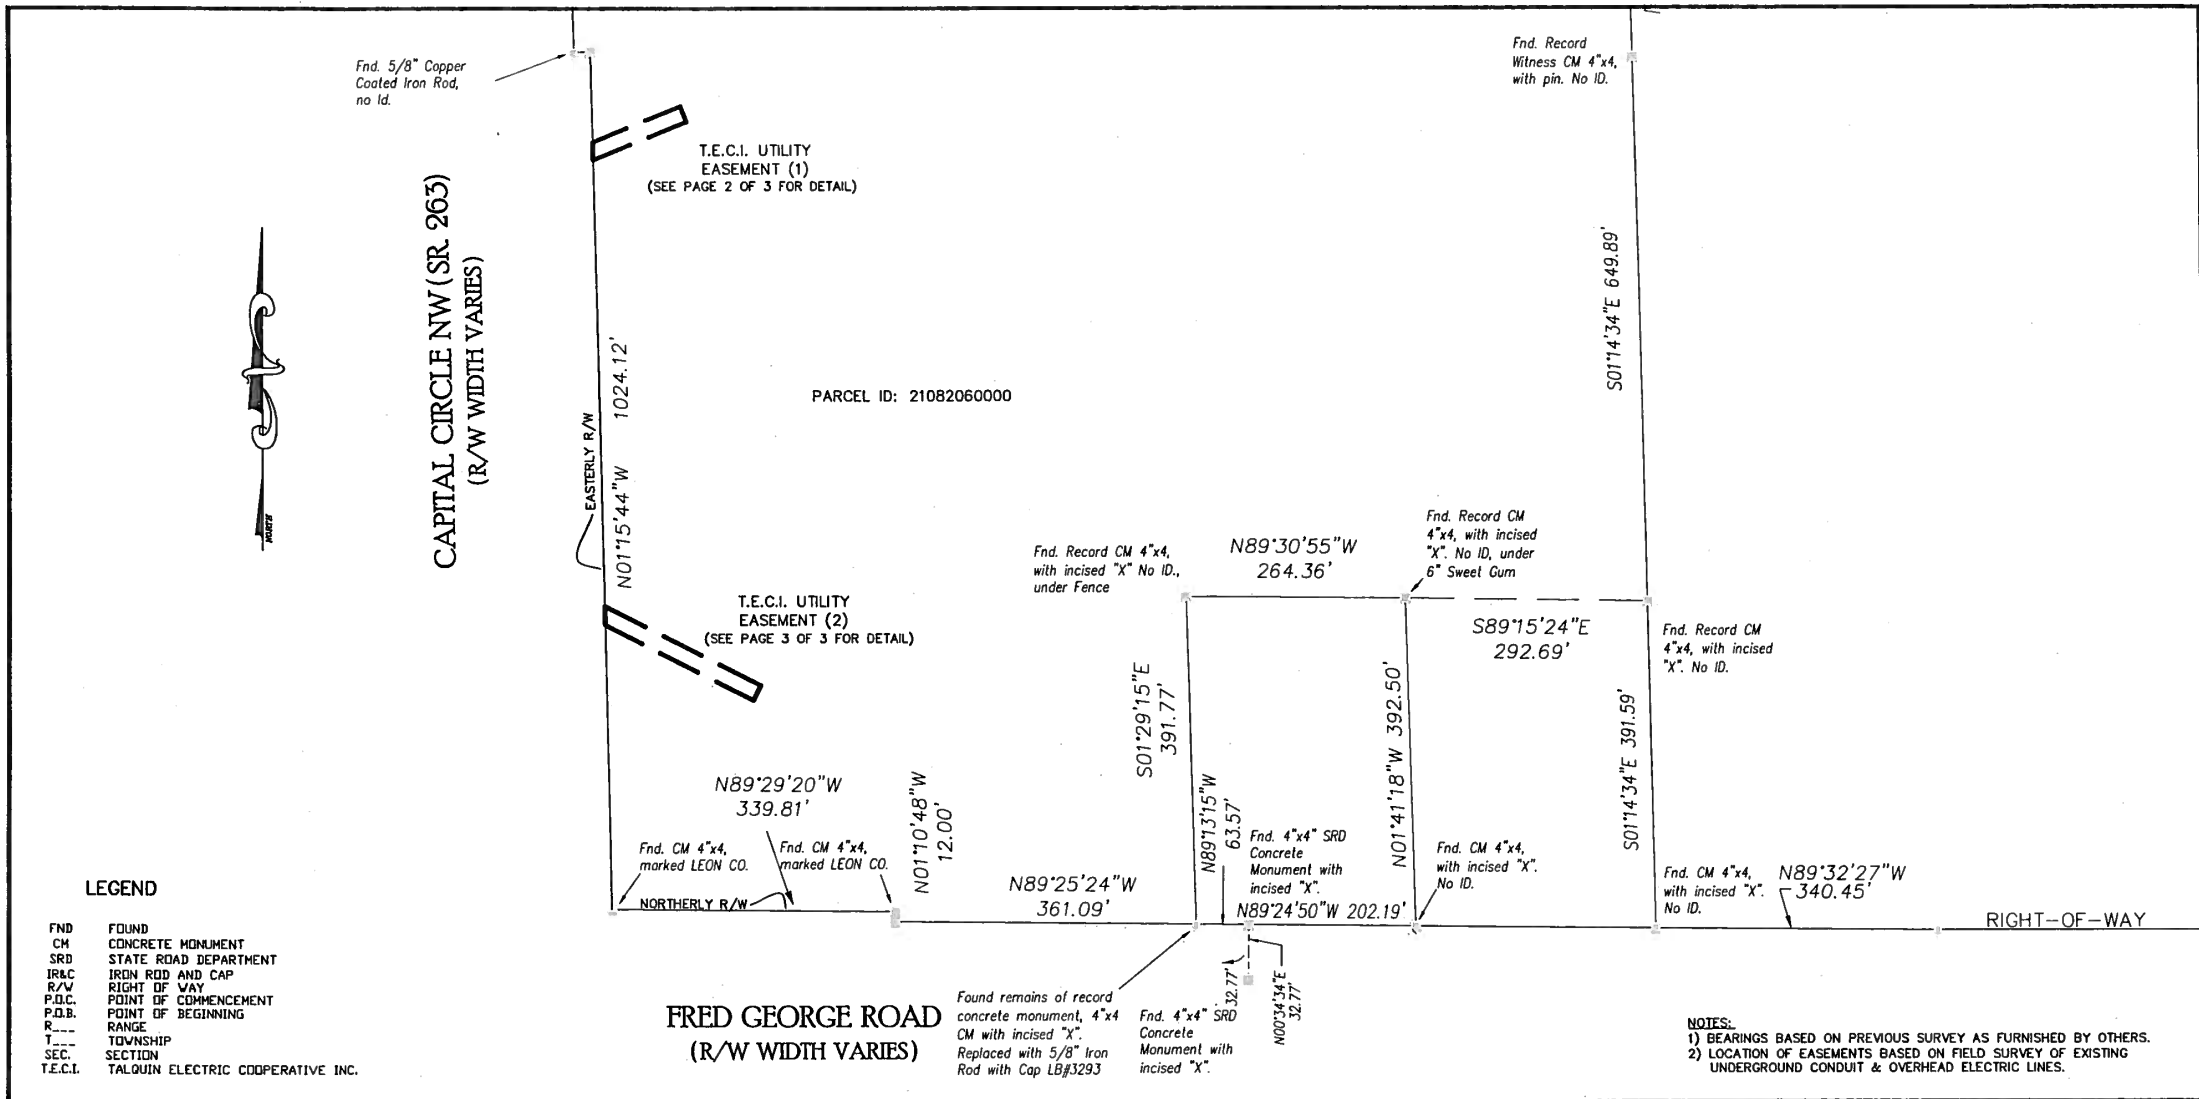 Fnd. 5/8" Copper
Coated Iron Rod,
no Id.
Fnd. Record
Witness CM 4"x4,
with pin. No ID.
T.E.C.I. UTILITY
EASEMENT (1)
(SEE PAGE 2 OF 3 FOR DETAIL)
CAPITAL CIRCLE NW (SR. 263)
(R/W WIDTH VARIES)
NORTH
EASTERLY R/W
N01°15'44"W 1024.12'
PARCEL ID: 21082060000
S01°14'34"E 649.89'
Fnd. Record CM 4"x4,
with incised "X" No ID.,
under Fence
N89°30'55"W
264.36'
Fnd. Record CM
4"x4, with incised
"X". No ID, under
6" Sweet Gum
T.E.C.I. UTILITY
EASEMENT (2)
(SEE PAGE 3 OF 3 FOR DETAIL)
S89°15'24"E
292.69'
Fnd. Record CM
4"x4, with incised
"X". No ID.
S01°29'15"E
391.77'
N01°41'18"W 392.50'
S01°14'34"E 391.59'
N89°29'20"W
339.81'
N01°10'48"W
12.00'
N89°13'15"W
63.57'
Fnd. CM 4"x4,
marked LEON CO.
Fnd. CM 4"x4,
marked LEON CO.
Fnd. 4"x4" SRD
Concrete
Monument with
incised "X".
Fnd. CM 4"x4,
with incised "X".
No ID.
Fnd. CM 4"x4,
with incised "X".
No ID.
N89°32'27"W
340.45'
NORTHERLY R/W
N89°25'24"W
361.09'
N89°24'50"W 202.19'
RIGHT-OF-WAY
LEGEND
FND FOUND
CM CONCRETE MONUMENT
SRD STATE ROAD DEPARTMENT
IR&C IRON ROD AND CAP
R/W RIGHT OF WAY
P.O.C. POINT OF COMMENCEMENT
P.O.B. POINT OF BEGINNING
R___ RANGE
T___ TOWNSHIP
SEC. SECTION
T.E.C.I. TALQUIN ELECTRIC COOPERATIVE INC.
FRED GEORGE ROAD
(R/W WIDTH VARIES)
Found remains of record
concrete monument, 4"x4
CM with incised "X".
Replaced with 5/8" Iron
Rod with Cap LB#3293
Fnd. 4"x4" SRD
Concrete
Monument with
incised "X".
32.77'
N00°34'34"E
32.77'
NOTES:
1) BEARINGS BASED ON PREVIOUS SURVEY AS FURNISHED BY OTHERS.
2) LOCATION OF EASEMENTS BASED ON FIELD SURVEY OF EXISTING
UNDERGROUND CONDUIT & OVERHEAD ELECTRIC LINES.